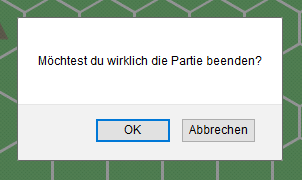 Möchtest du wirklich die Partie beenden?
OK
Abbrechen